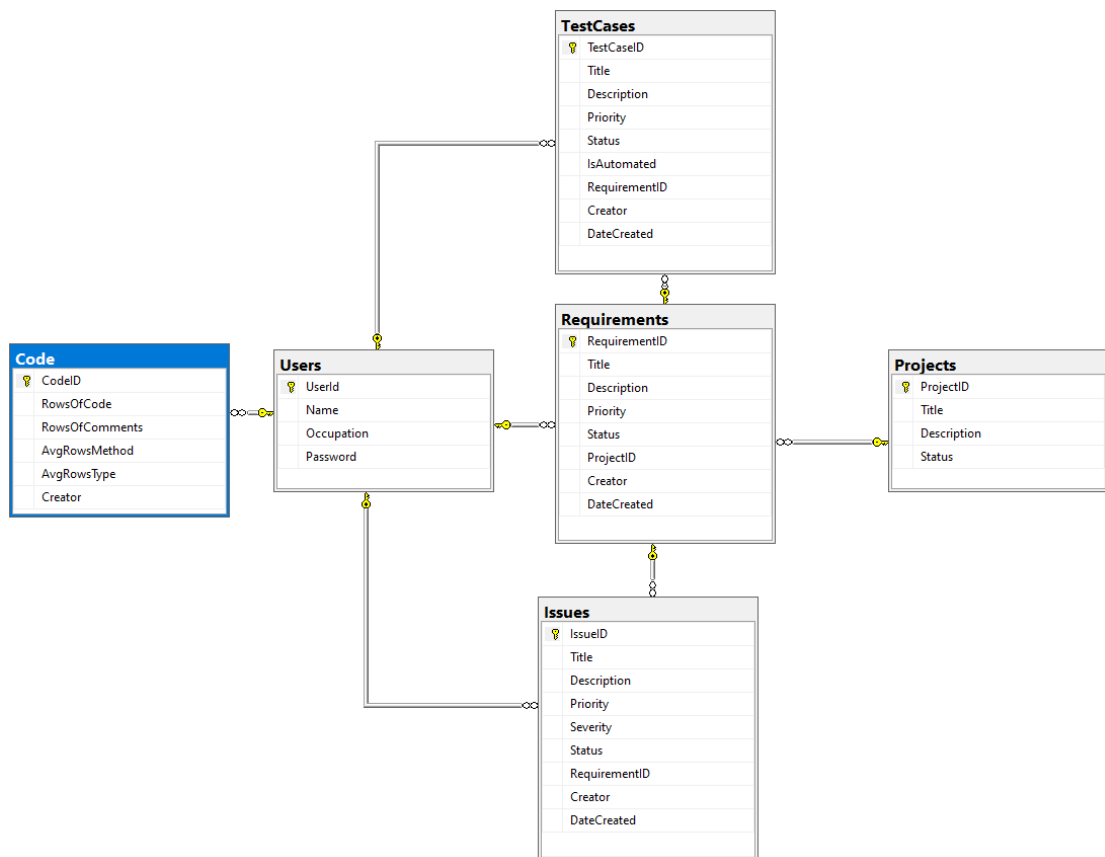 TestCases
TestCaseID
Title
Description
Priority
Status
IsAutomated
RequirementID
Creator
DateCreated
Code
CodeID
RowsOfCode
RowsOfComments
AvgRowsMethod
AvgRowsType
Creator
Users
UserId
Name
Occupation
Password
Requirements
RequirementID
Title
Description
Priority
Status
ProjectID
Creator
DateCreated
Projects
ProjectID
Title
Description
Status
Issues
IssueID
Title
Description
Priority
Severity
Status
RequirementID
Creator
DateCreated